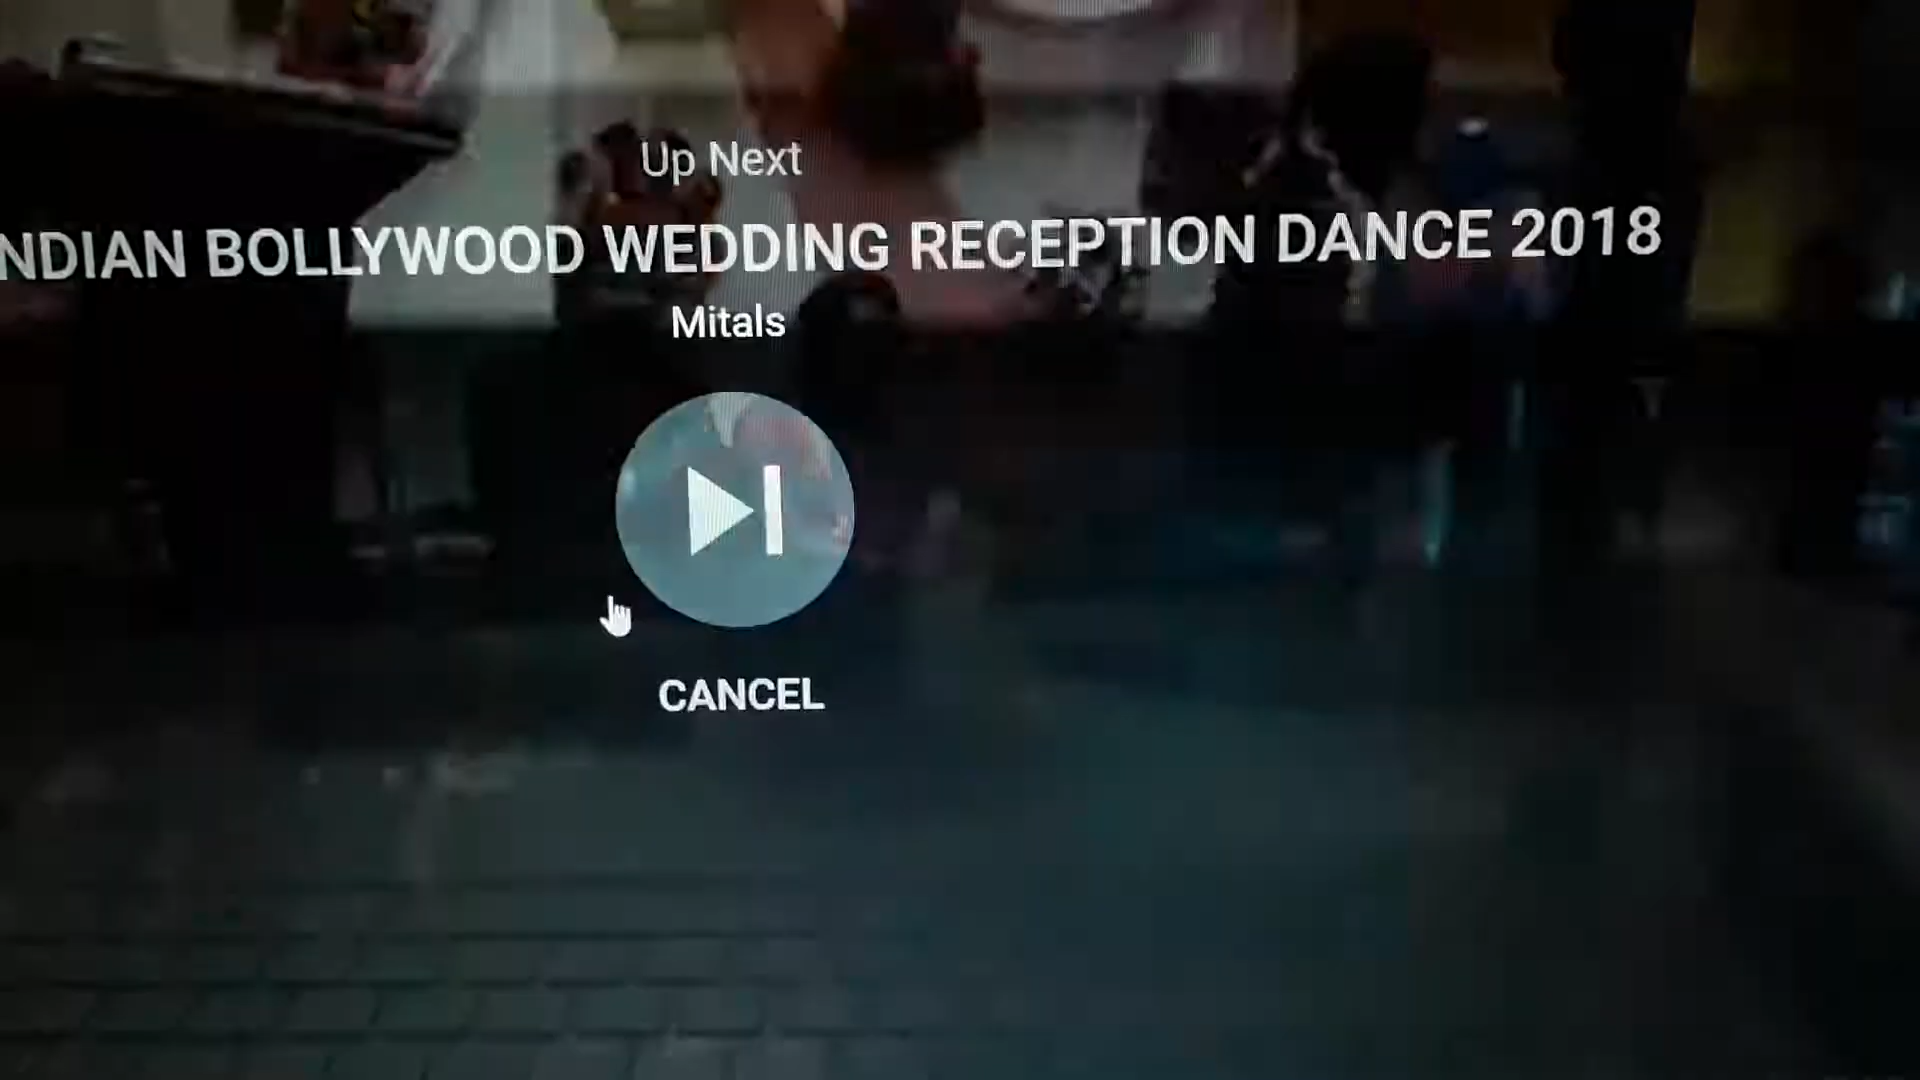 Up Next
NDIAN BOLLYWOOD WEDDING RECEPTION DANCE 2018
Mitals
CANCEL